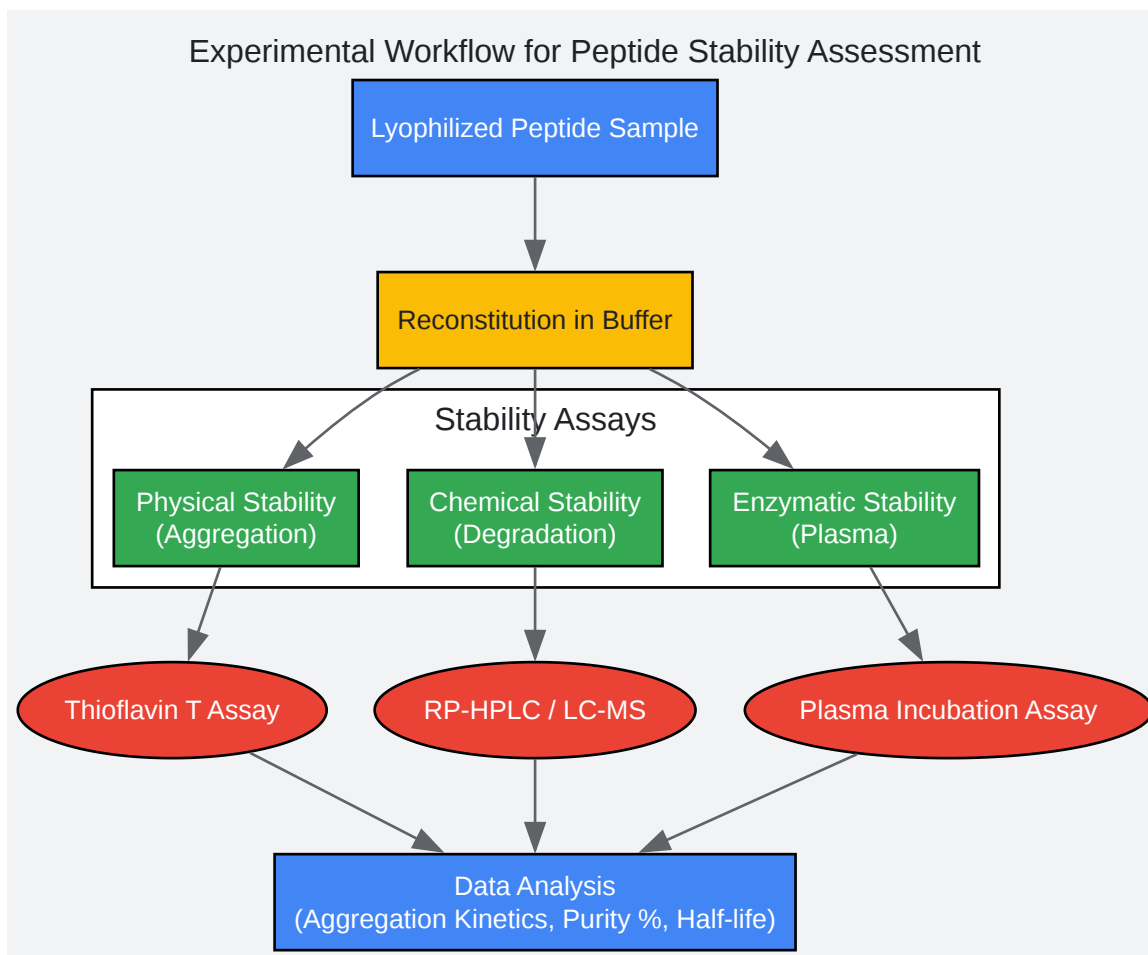 Experimental Workflow for Peptide Stability Assessment
Lyophilized Peptide Sample
Reconstitution in Buffer
Stability Assays
Physical Stability
(Aggregation)
Chemical Stability
(Degradation)
Enzymatic Stability
(Plasma)
Thioflavin T Assay
RP-HPLC / LC-MS
Plasma Incubation Assay
Data Analysis
(Aggregation Kinetics, Purity %, Half-life)